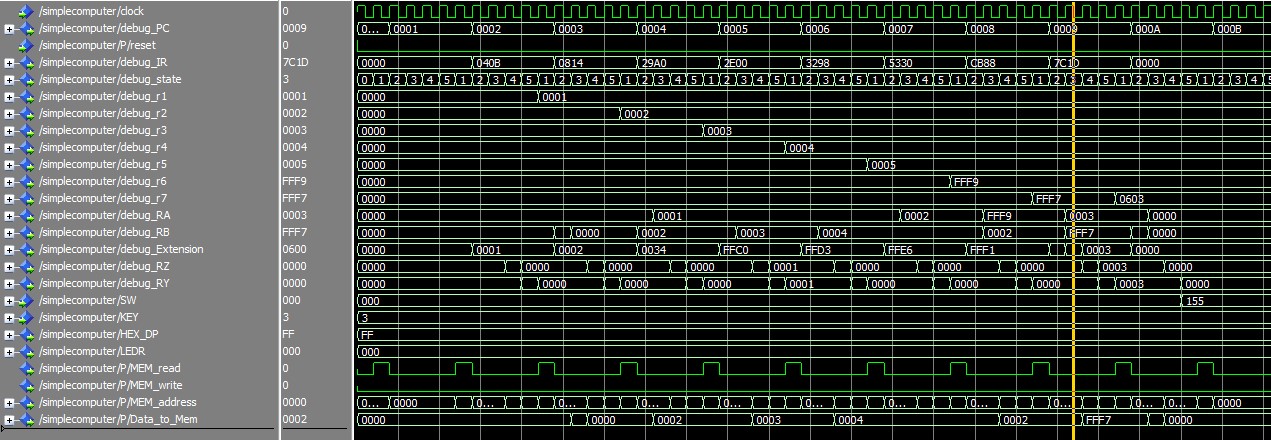 /simplecomputer/clock 0
/simplecomputer/debug_PC 0009 0... 0001 0002 0003 0004 0005 0006 0007 0008 0009 000A 000B
/simplecomputer/P/reset 0
/simplecomputer/debug_IR 7C1D 0000 040B 0814 29A0 2E00 3298 5330 CB88 7C1D 0000
/simplecomputer/debug_state 3 0 1 2 3 4 5 1 2 3 4 5 1 2 3 4 5 1 2 3 4 5 1 2 3 4 5 1 2 3 4 5 1 2 3 4 5 1 2 3 4 5 1 2 3 4 5 1 2 3 4 5 1 2 3 4
/simplecomputer/debug_r1 0001 0000 0001
/simplecomputer/debug_r2 0002 0000 0002
/simplecomputer/debug_r3 0003 0000 0003
/simplecomputer/debug_r4 0004 0000 0004
/simplecomputer/debug_r5 0005 0000 0005
/simplecomputer/debug_r6 FFF9 0000 FFF9
/simplecomputer/debug_r7 FFF7 0000 FFF7 0603
/simplecomputer/debug_RA 0003 0000 0001 0002 FFF9 0003 0000
/simplecomputer/debug_RB FFF7 0000 0000 0002 0003 0004 0002 FFF7 0000
/simplecomputer/debug_Extension 0600 0000 0001 0002 0034 FFC0 FFD3 FFE6 FFF1 0003 0000
/simplecomputer/debug_RZ 0000 0000 0000 0000 0000 0001 0000 0000 0000 0003 0000
/simplecomputer/debug_RY 0000 0000 0000 0000 0000 0001 0000 0000 0000 0003 0000
/simplecomputer/SW 000 000 155
/simplecomputer/KEY 3 3
/simplecomputer/HEX_DP FF FF
/simplecomputer/LEDR 000 000
/simplecomputer/P/MEM_read 0
/simplecomputer/P/MEM_write 0
/simplecomputer/P/MEM_address 0000 0... 0000 0... 0... 0... 0... 0... 0... 0... 0... 0... 0000
/simplecomputer/P/Data_to_Mem 0002 0000 0000 0002 0003 0004 0002 FFF7 0000